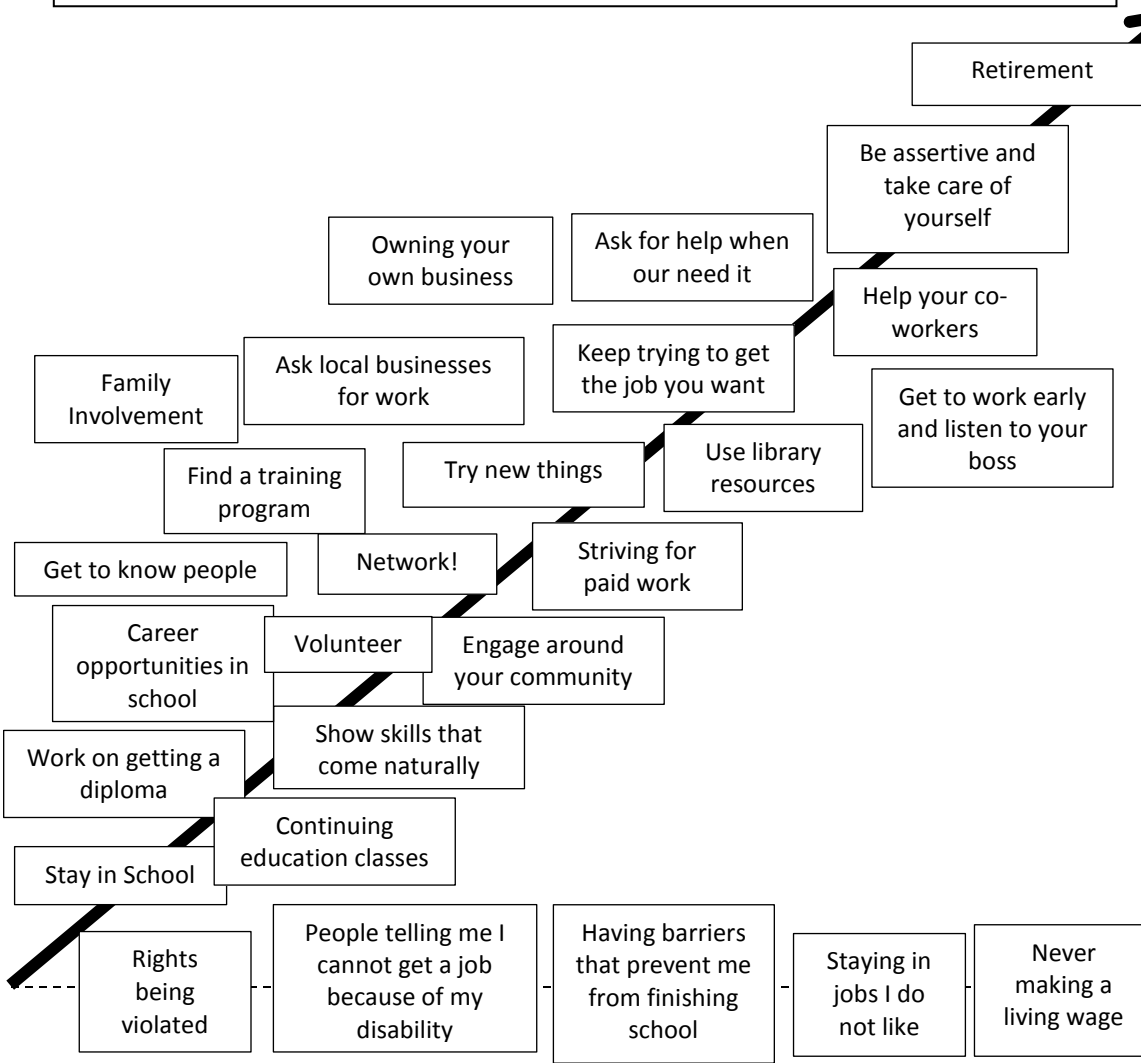 Retirement
Be assertive and
take care of
yourself
Owning your
own business
Ask for help when
our need it
Help your co-
workers
Keep trying to get
the job you want
Ask local businesses
for work
Family
Involvement
Get to work early
and listen to your
boss
Use library
resources
Try new things
Find a training
program
Striving for
paid work
Network!
Get to know people
Career
opportunities in
school
Volunteer
Engage around
your community
Show skills that
come naturally
Work on getting a
diploma
Continuing
education classes
Stay in School
Rights
being
violated
People telling me I
cannot get a job
because of my
disability
Having barriers
that prevent me
from finishing
school
Staying in
jobs I do
not like
Never
making a
living wage